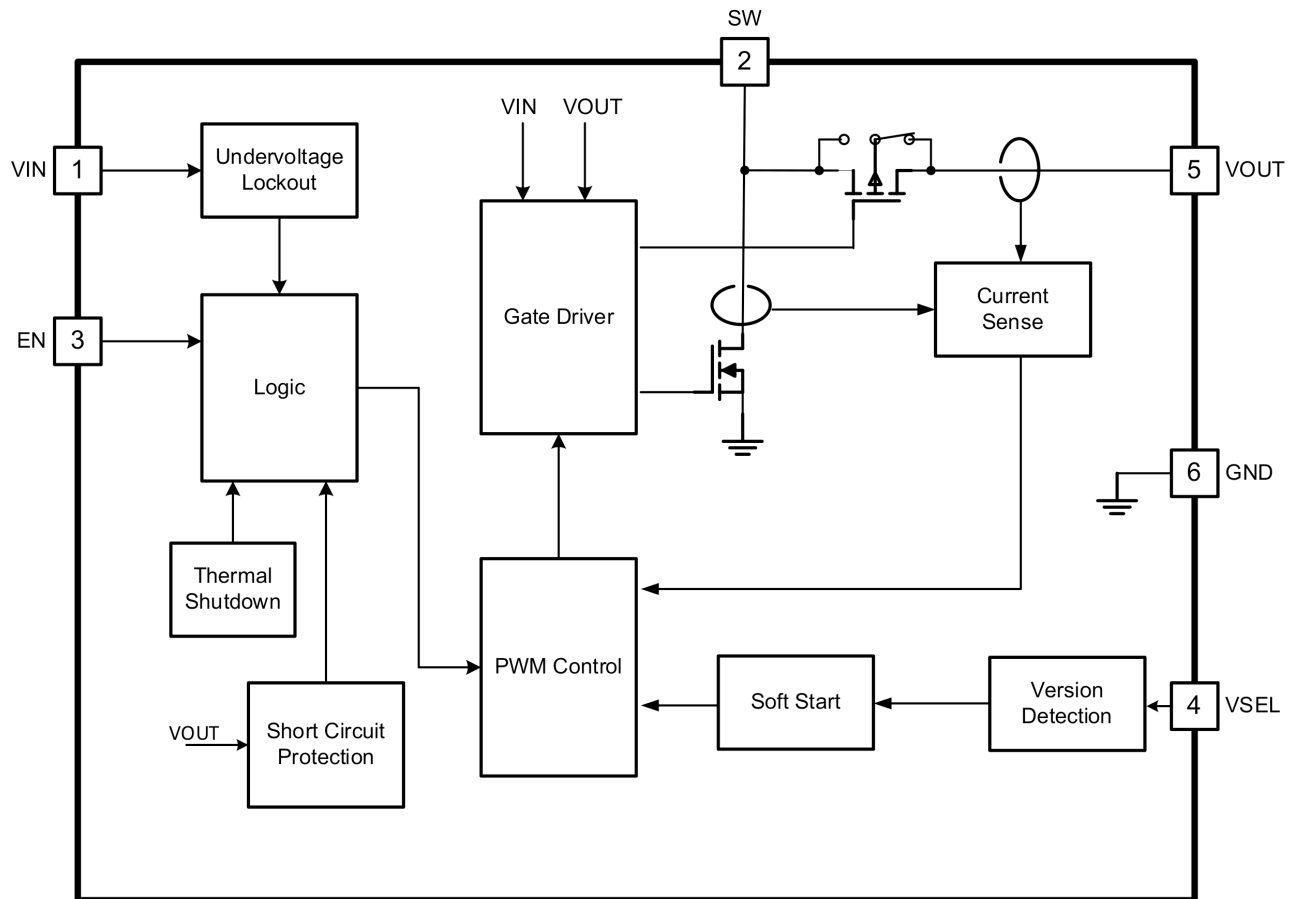 SW
2
VIN
VOUT
VIN
1
Undervoltage
Lockout
5
VOUT
EN
3
Logic
Gate Driver
Current
Sense
6
GND
Thermal
Shutdown
PWM Control
Soft Start
Version
Detection
4
VSEL
VOUT
Short Circuit
Protection